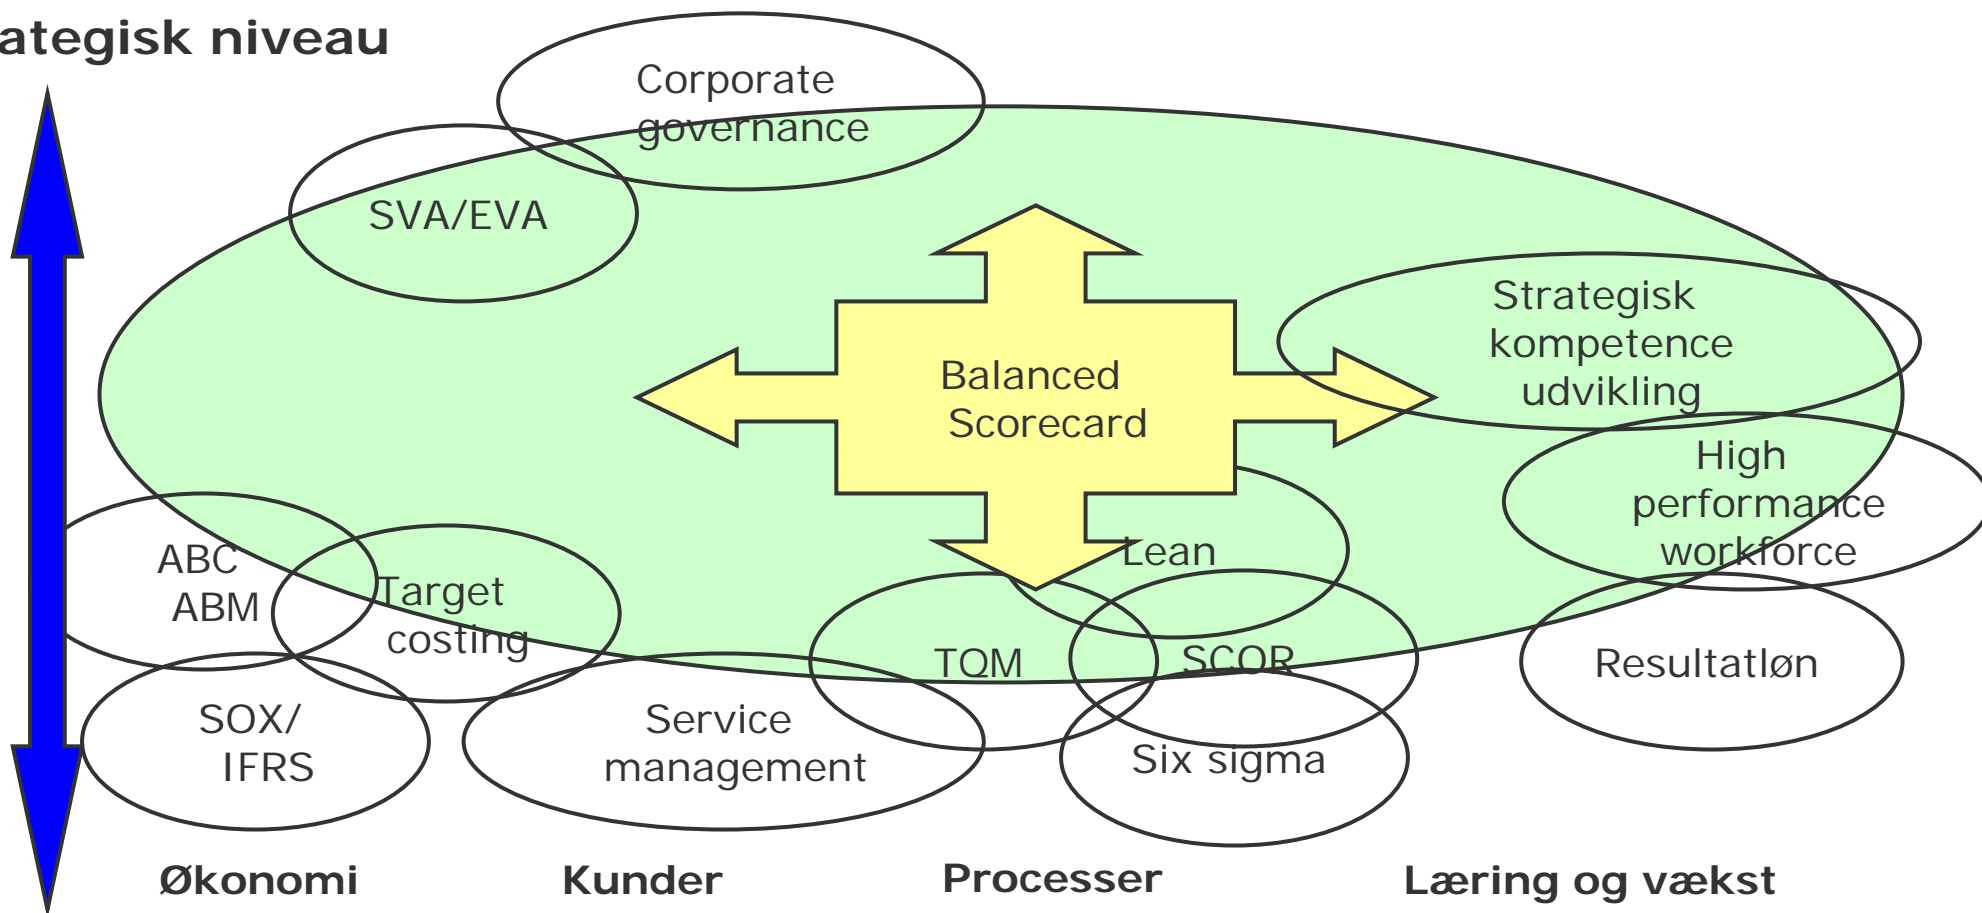 ategisk niveau
Corporate
governance
SVA/EVA
Strategisk
kompetence
udvikling
Balanced
Scorecard
High
performance
workforce
ABC
ABM
Target
costing
Lean
TQM
SCOR
Resultatløn
SOX/
IFRS
Service
management
Six sigma
Økonomi
Kunder
Processer
Læring og vækst